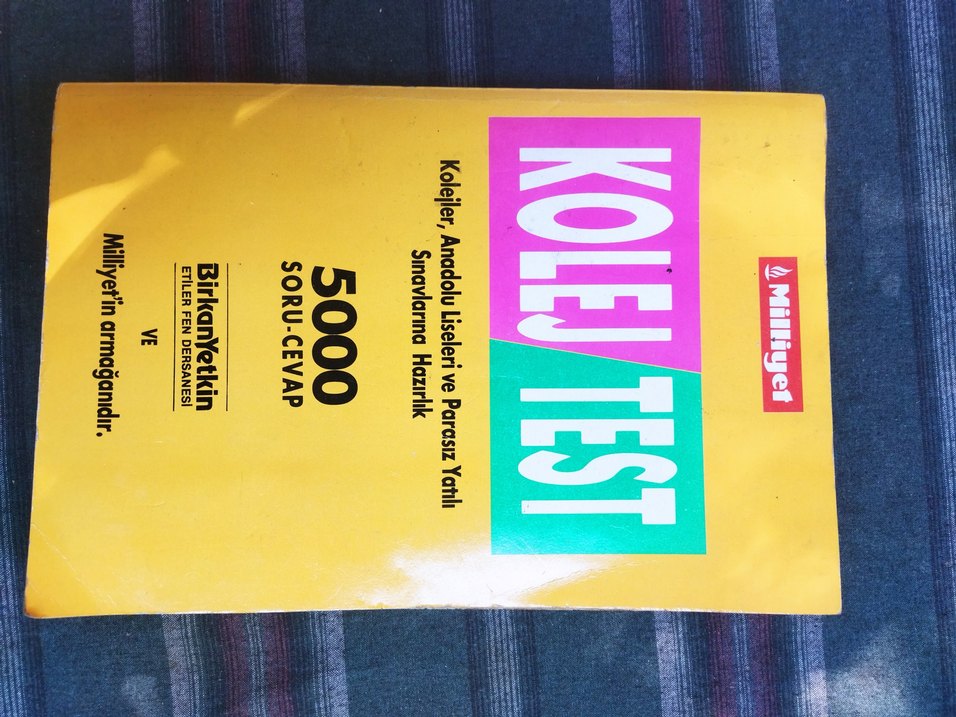 Milliyet
KOLEJ TEST
Kolejler, Anadolu Liseleri ve Parasız Yatılı
Sınavlarına Hazırlık
5000
SORU-CEVAP
BirkanYetkin
ETİLER FEN DERSANESİ
VE
Milliyet'in armağanıdır.